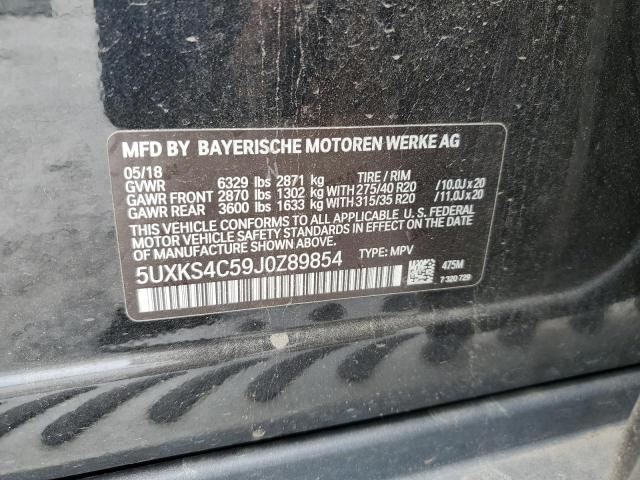 MFD BY BAYERISCHE MOTOREN WERKE AG
05/18 TIRE / RIM
GVWR 6329 lbs 2871 kg
GAWR FRONT 2870 lbs 1302 kg WITH 275/40 R20 /10.0J x 20
GAWR REAR 3600 lbs 1633 kg WITH 315/35 R20 /11.0J x 20
THIS VEHICLE CONFORMS TO ALL APPLICABLE U.S. FEDERAL
MOTOR VEHICLE SAFETY STANDARDS IN EFFECT ON THE DATE
OF MANUFACTURE SHOWN ABOVE.
5UXKS4C59J0Z89854 TYPE: MPV
475M
7 320 729